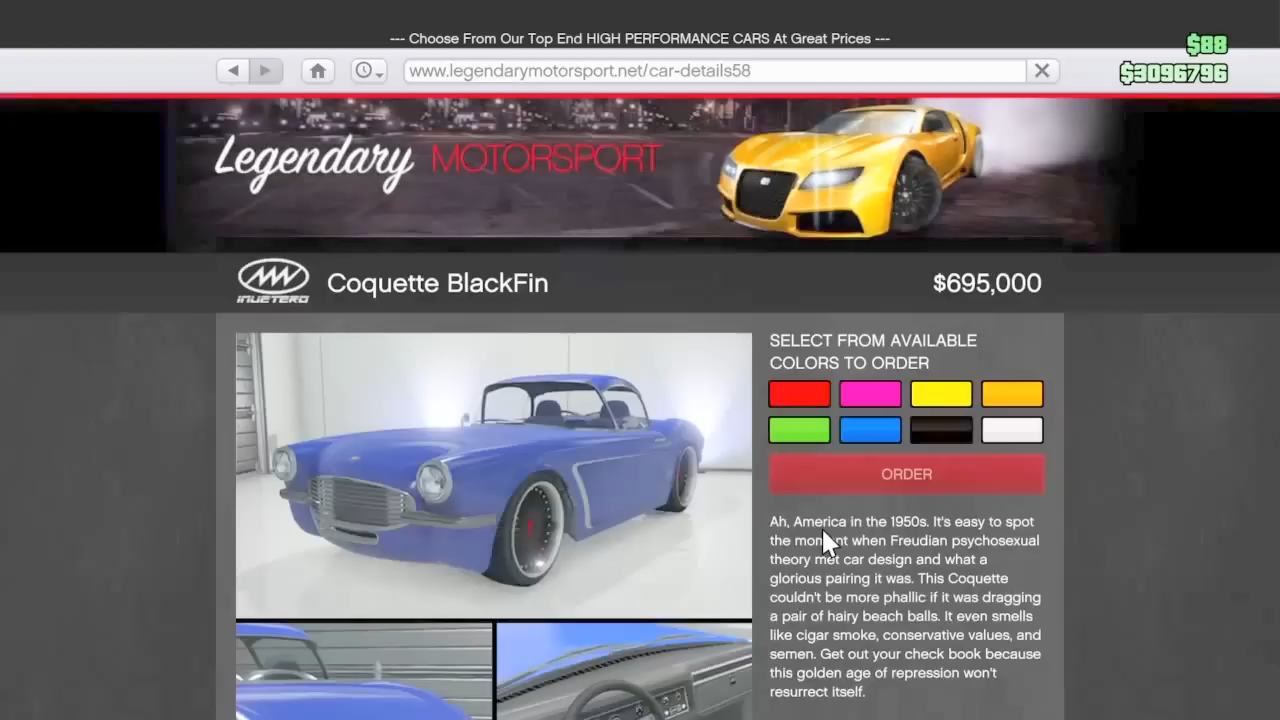 --- Choose From Our Top End HIGH PERFORMANCE CARS At Great Prices ---
$88
www.legendarymotorsport.net/car-details58
$3096796
Legendary MOTORSPORT
INVETERO
Coquette BlackFin
$695,000
SELECT FROM AVAILABLE
COLORS TO ORDER
ORDER
Ah, America in the 1950s. It's easy to spot
the moment when Freudian psychosexual
theory met car design and what a
glorious pairing it was. This Coquette
couldn't be more phallic if it was dragging
a pair of hairy beach balls. It even smells
like cigar smoke, conservative values, and
semen. Get out your check book because
this golden age of repression won't
resurrect itself.